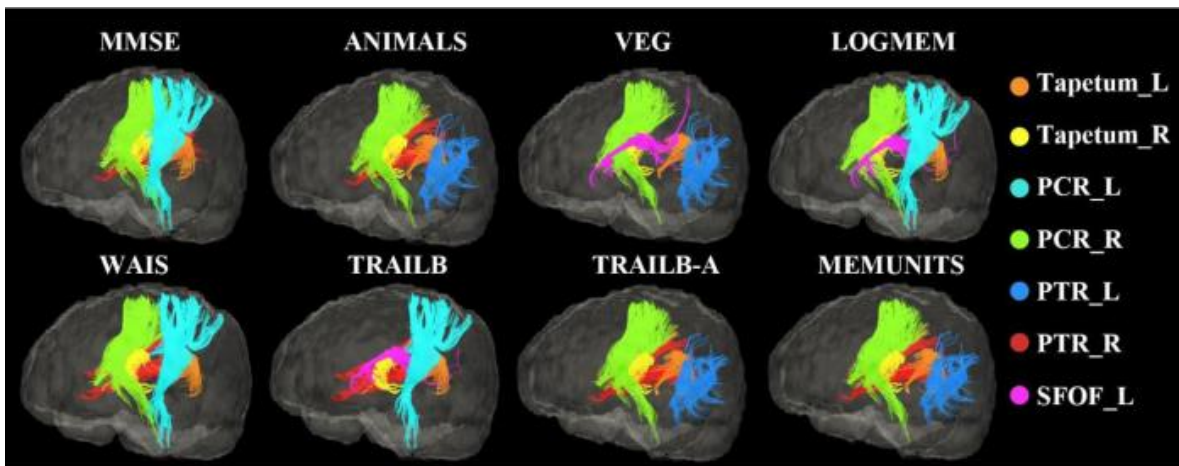 MMSE ANIMALS VEG LOGMEM
Tapetum_L
Tapetum_R
PCR_L
PCR_R
WAIS TRAILB TRAILB-A MEMUNITS
PTR_L
PTR_R
SFOF_L